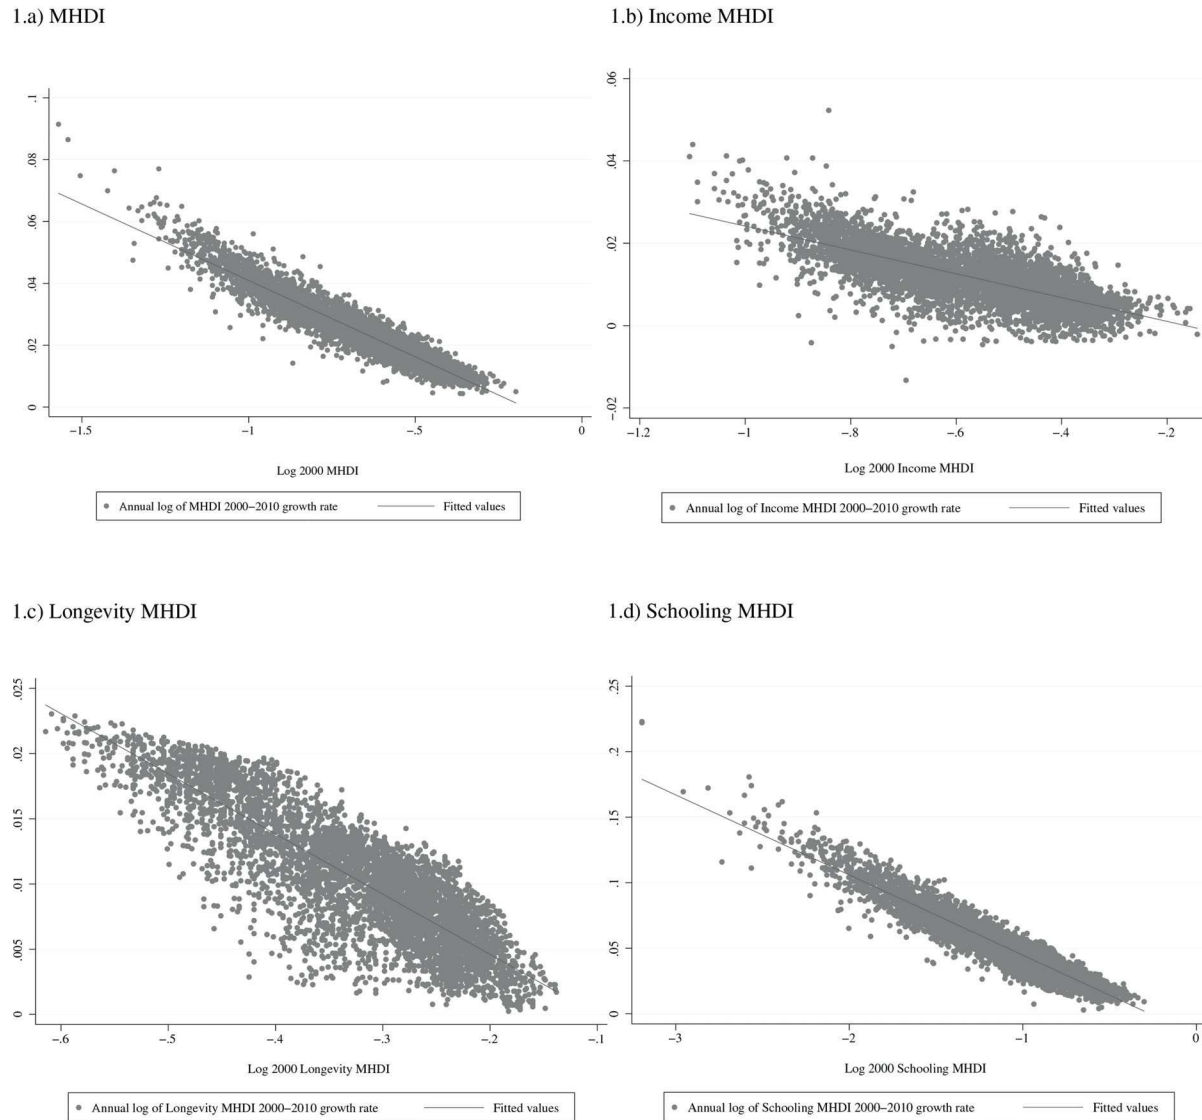 1.a) MHDI
.1
.08
.06
.04
.02
0
−1.5 −1 −.5 0
Log 2000 MHDI
Annual log of MHDI 2000−2010 growth rate Fitted values
1.b) Income MHDI
.06
.04
.02
0
−.02
−1.2 −1 −.8 −.6 −.4 −.2
Log 2000 Income MHDI
Annual log of Income MHDI 2000−2010 growth rate Fitted values
1.c) Longevity MHDI
.025
.02
.015
.01
.005
0
−.6 −.5 −.4 −.3 −.2 −.1
Log 2000 Longevity MHDI
Annual log of Longevity MHDI 2000−2010 growth rate Fitted values
1.d) Schooling MHDI
.25
.2
.15
.1
.05
0
−3 −2 −1 0
Log 2000 Schooling MHDI
Annual log of Schooling MHDI 2000−2010 growth rate Fitted values